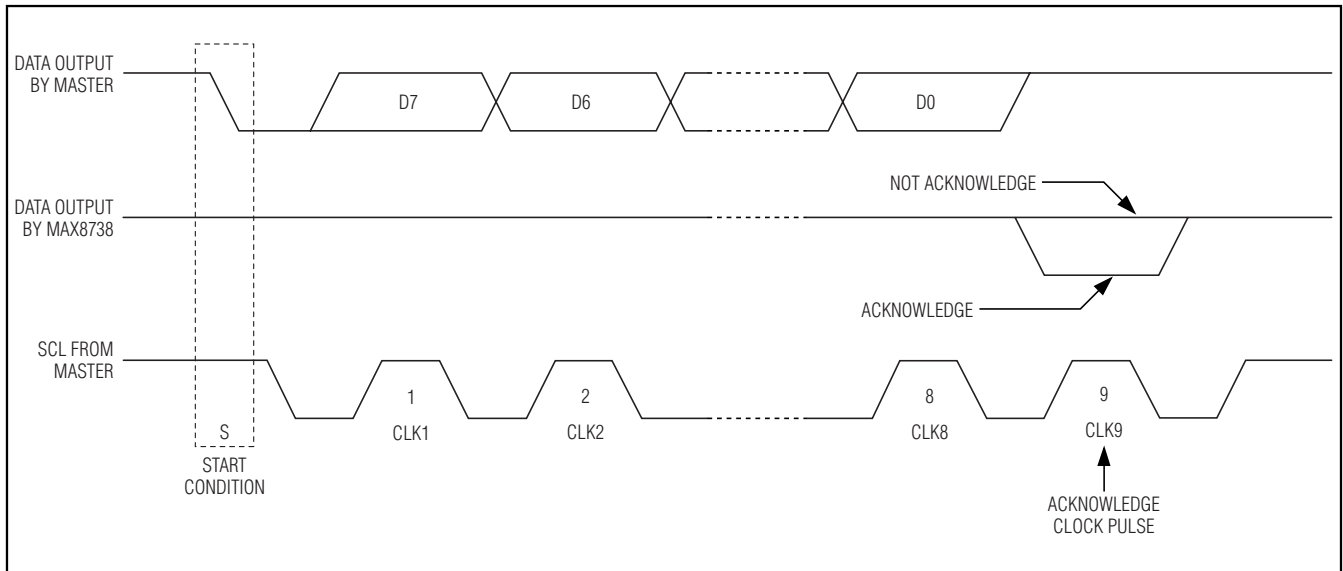 DATA OUTPUT
BY MASTER
D7
D6
D0
NOT ACKNOWLEDGE
DATA OUTPUT
BY MAX8738
ACKNOWLEDGE
SCL FROM
MASTER
1
2
8
9
S
CLK1
CLK2
CLK8
CLK9
START
CONDITION
ACKNOWLEDGE
CLOCK PULSE